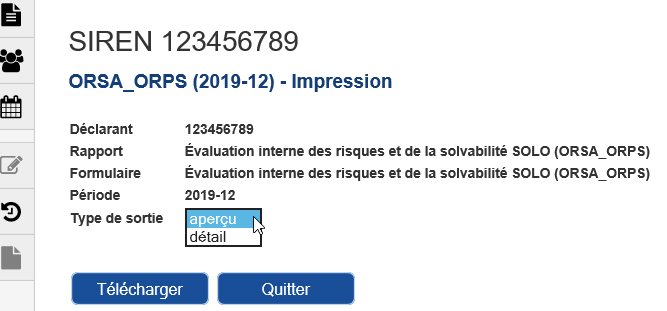 SIREN 123456789
ORSA_ORPS (2019-12) - Impression
Déclarant 123456789
Rapport Évaluation interne des risques et de la solvabilité SOLO (ORSA_ORPS)
Formulaire Évaluation interne des risques et de la solvabilité SOLO (ORSA_ORPS)
Période 2019-12
Type de sortie aperçu
détail
Télécharger Quitter